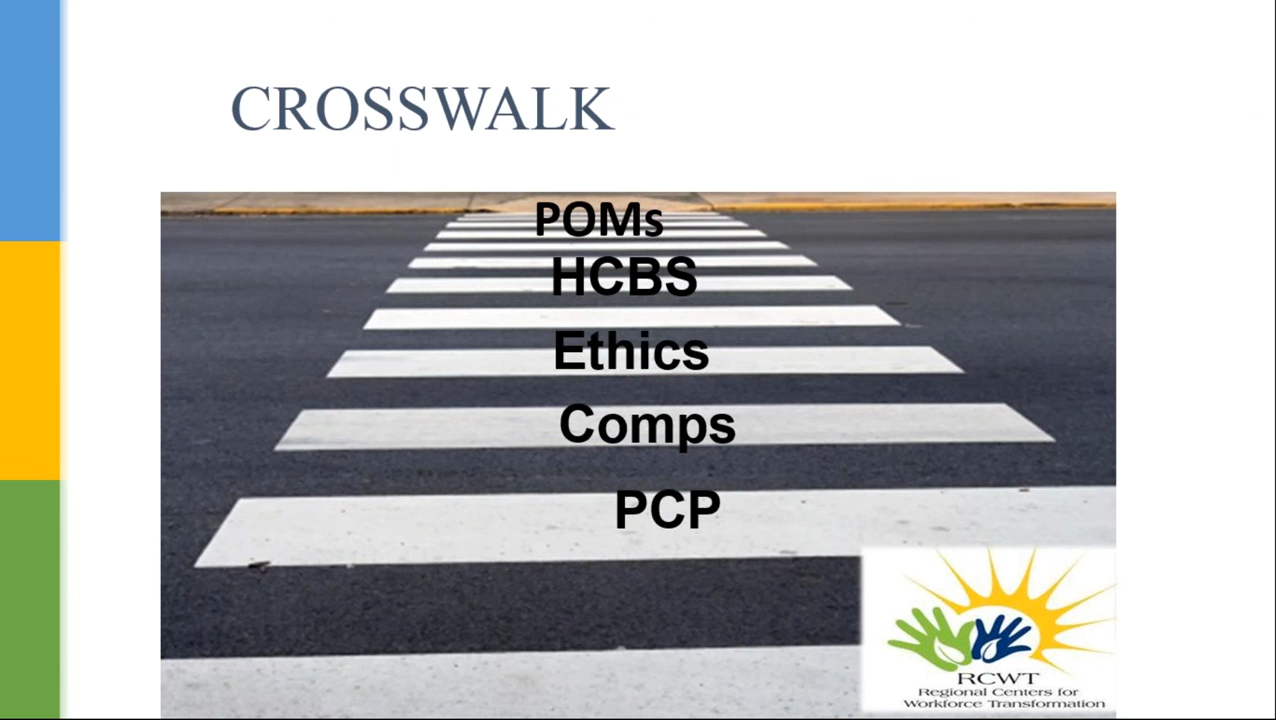 CROSSWALK
POMs
HCBS
Ethics
Comps
PCP
RCWT
Regional Centers for
Workforce Transformation